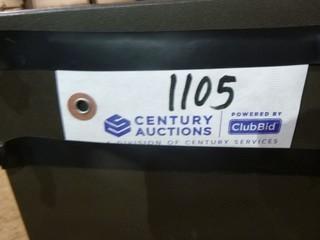 1105
CENTURY AUCTIONS
POWERED BY
ClubBid
A DIVISION OF CENTURY SERVICES